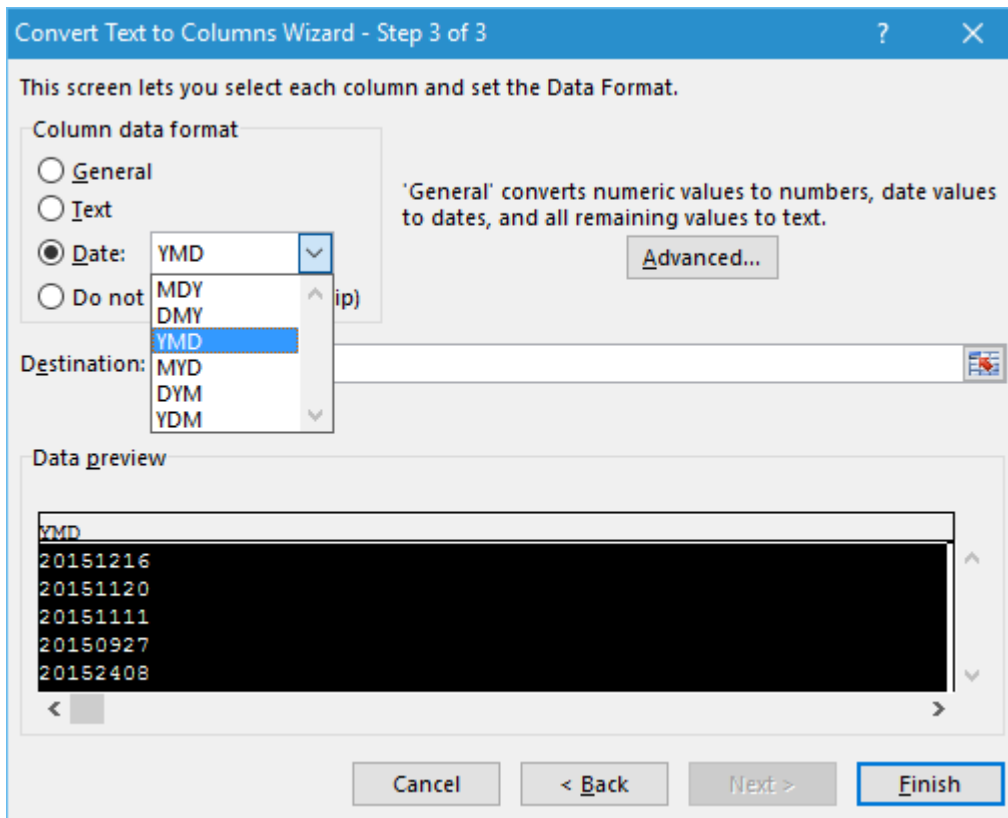 Convert Text to Columns Wizard - Step 3 of 3
?
This screen lets you select each column and set the Data Format.
Column data format
General
Text
Date: YMD
Do not ip)
MDY
DMY
YMD
MYD
DYM
YDM
'General' converts numeric values to numbers, date values
to dates, and all remaining values to text.
Advanced...
Destination:
Data preview
YMD
20151216
20151120
20151111
20150927
20152408
Cancel
< Back
Next >
Finish